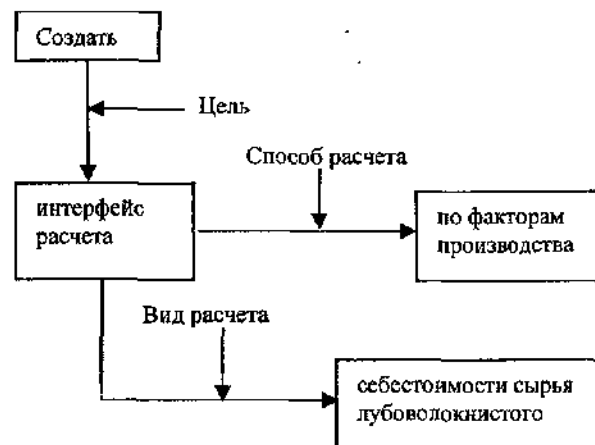 Создать
Цель
Способ расчета
интерфейс
расчета
по факторам
производства
Вид расчета
себестоимости сырья
лубоволокнистого